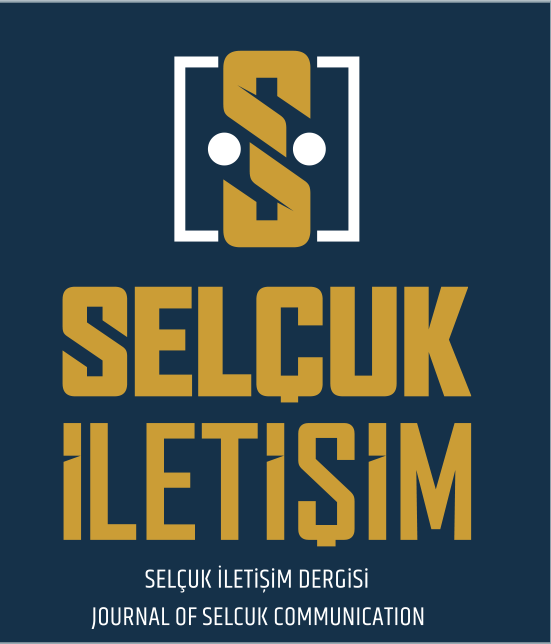 S
SELÇUK
İLETİŞİM
SELÇUK İLETİŞİM DERGİSİ
JOURNAL OF SELCUK COMMUNICATION